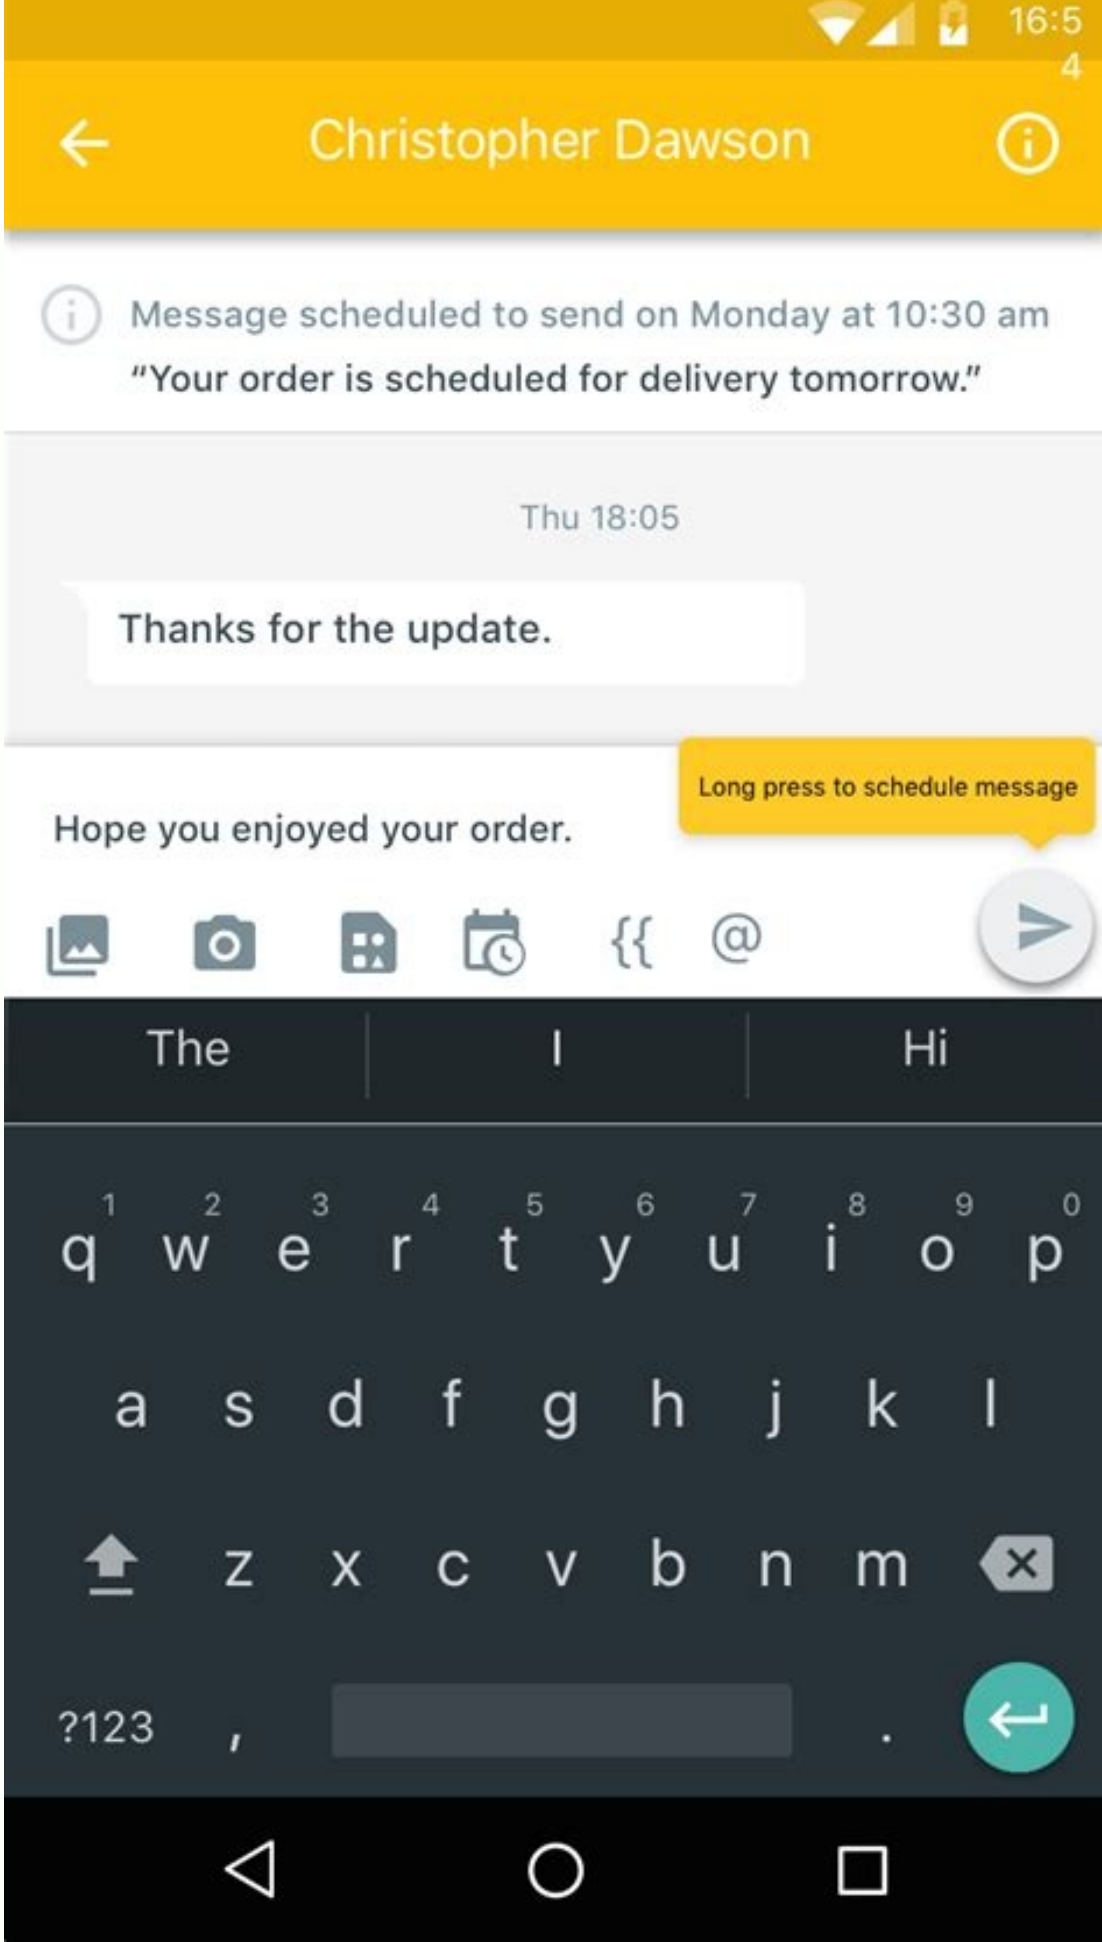 16:5
4
Christopher Dawson
Message scheduled to send on Monday at 10:30 am
“Your order is scheduled for delivery tomorrow.”
Thu 18:05
Thanks for the update.
Long press to schedule message
Hope you enjoyed your order.
{{ @
The I Hi
1 2 3 4 5 6 7 8 9 0
q w e r t y u i o p
a s d f g h j k l
z x c v b n m
?123 , .